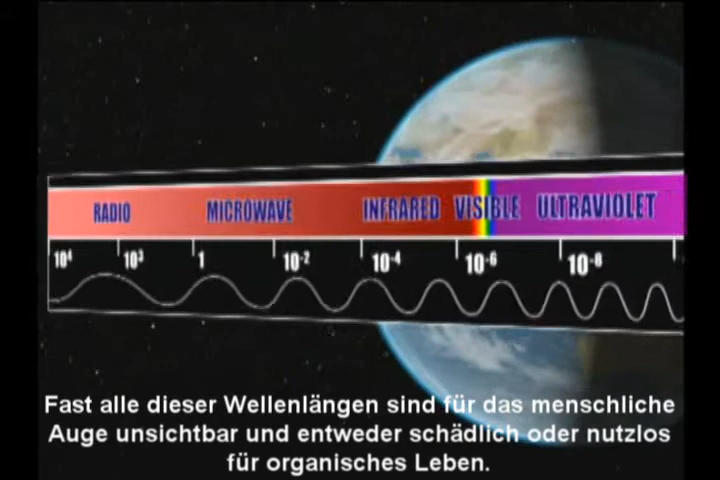 RADIO MICROWAVE INFRARED VISIBLE ULTRAVIOLET
10⁴ 10³ 1 10⁻² 10⁻⁴ 10⁻⁶ 10⁻⁸
Fast alle dieser Wellenlängen sind für das menschliche
Auge unsichtbar und entweder schädlich oder nutzlos
für organisches Leben.